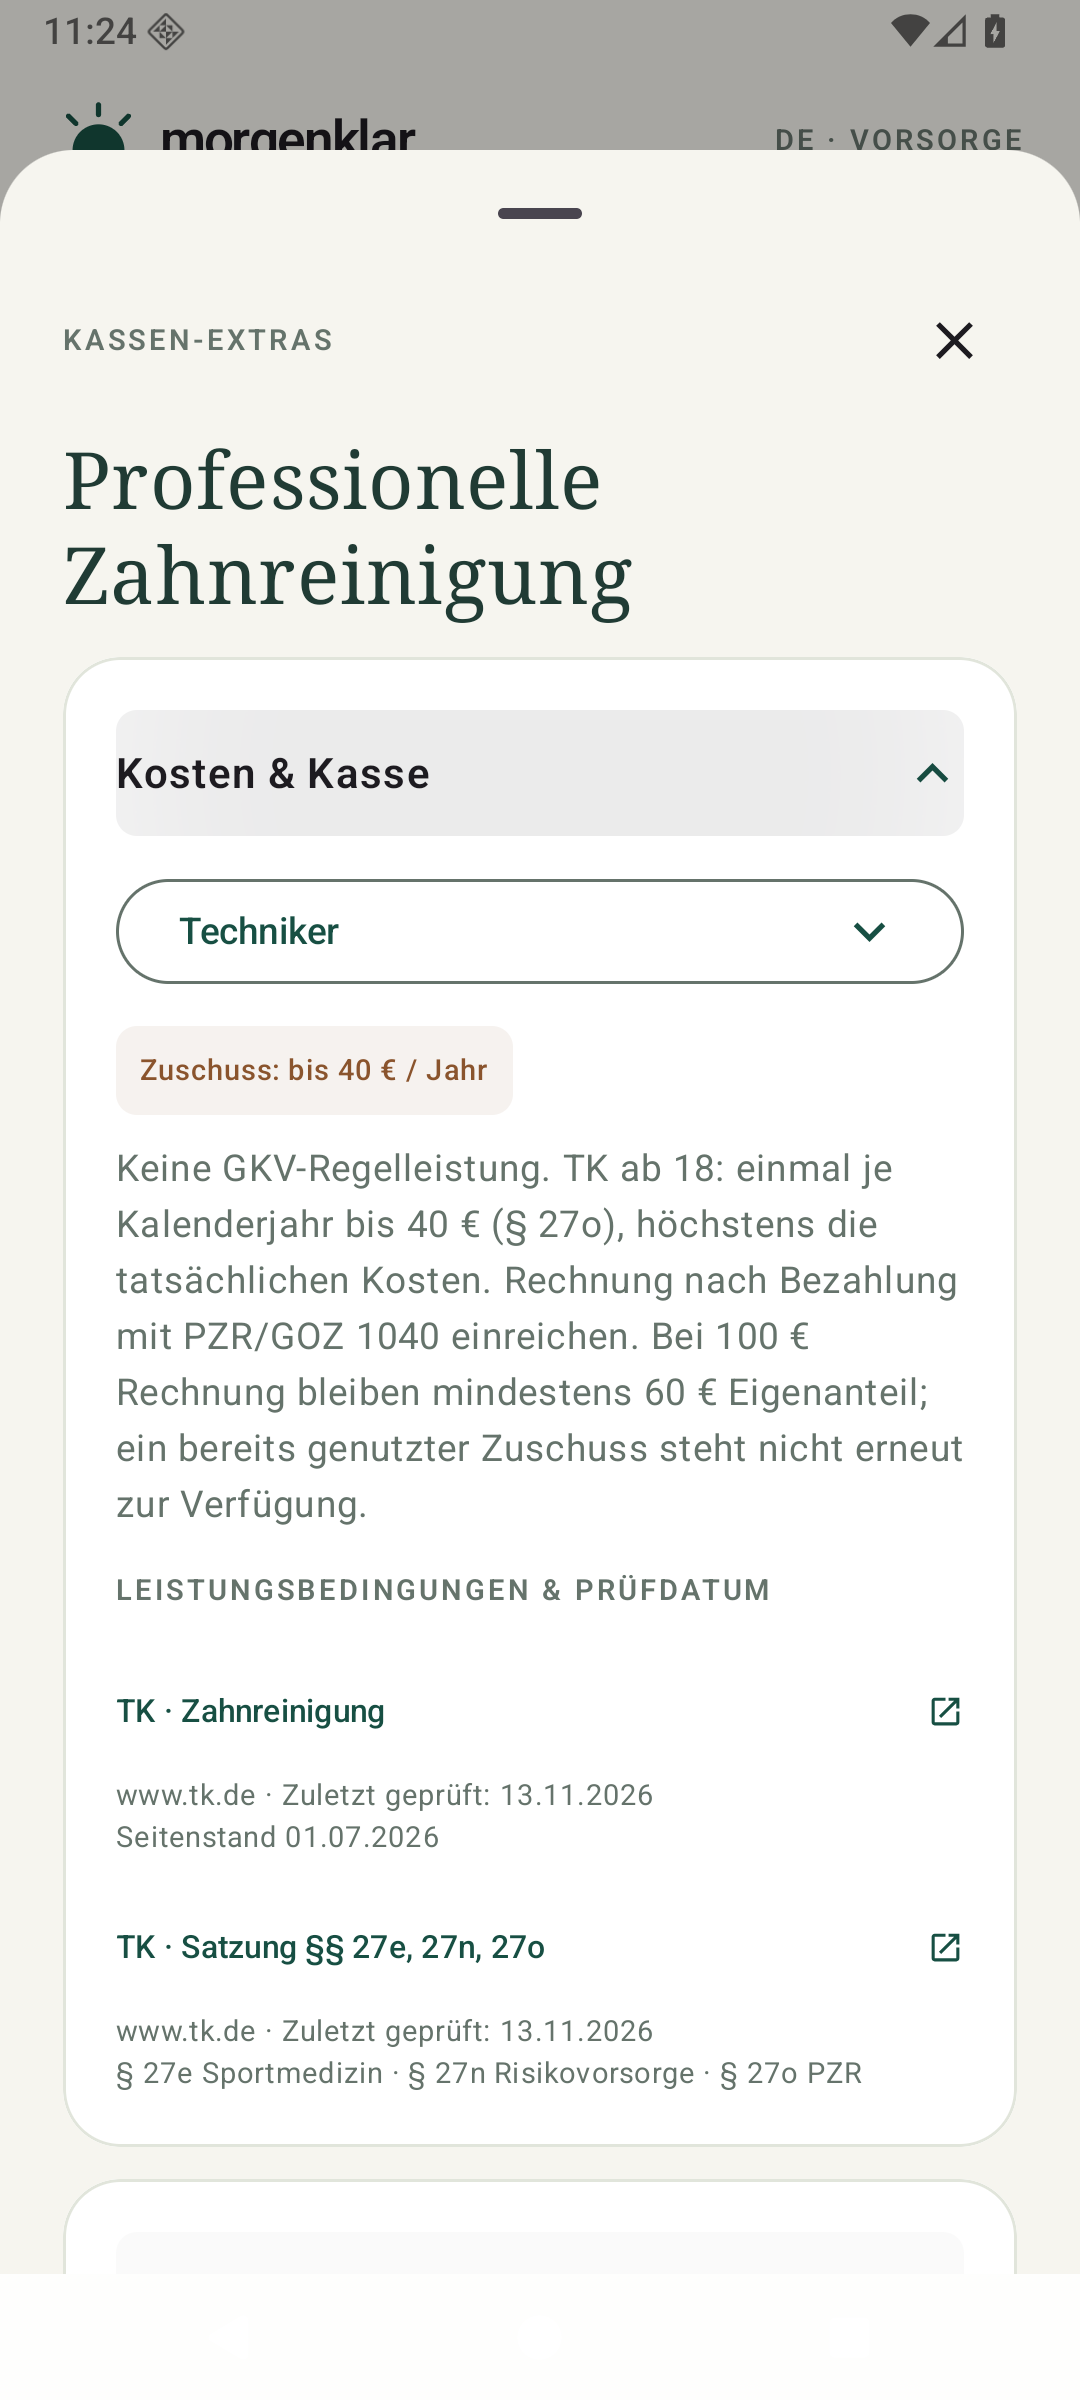 11:24
morgenklar
DE · VORSORGE
KASSEN-EXTRAS
Professionelle
Zahnreinigung
Kosten & Kasse
Techniker
Zuschuss: bis 40 € / Jahr
Keine GKV-Regelleistung. TK ab 18: einmal je
Kalenderjahr bis 40 € (§ 27o), höchstens die
tatsächlichen Kosten. Rechnung nach Bezahlung
mit PZR/GOZ 1040 einreichen. Bei 100 €
Rechnung bleiben mindestens 60 € Eigenanteil;
ein bereits genutzter Zuschuss steht nicht erneut
zur Verfügung.
LEISTUNGSBEDINGUNGEN & PRÜFDATUM
TK · Zahnreinigung
www.tk.de · Zuletzt geprüft: 13.11.2026
Seitenstand 01.07.2026
TK · Satzung §§ 27e, 27n, 27o
www.tk.de · Zuletzt geprüft: 13.11.2026
§ 27e Sportmedizin · § 27n Risikovorsorge · § 27o PZR